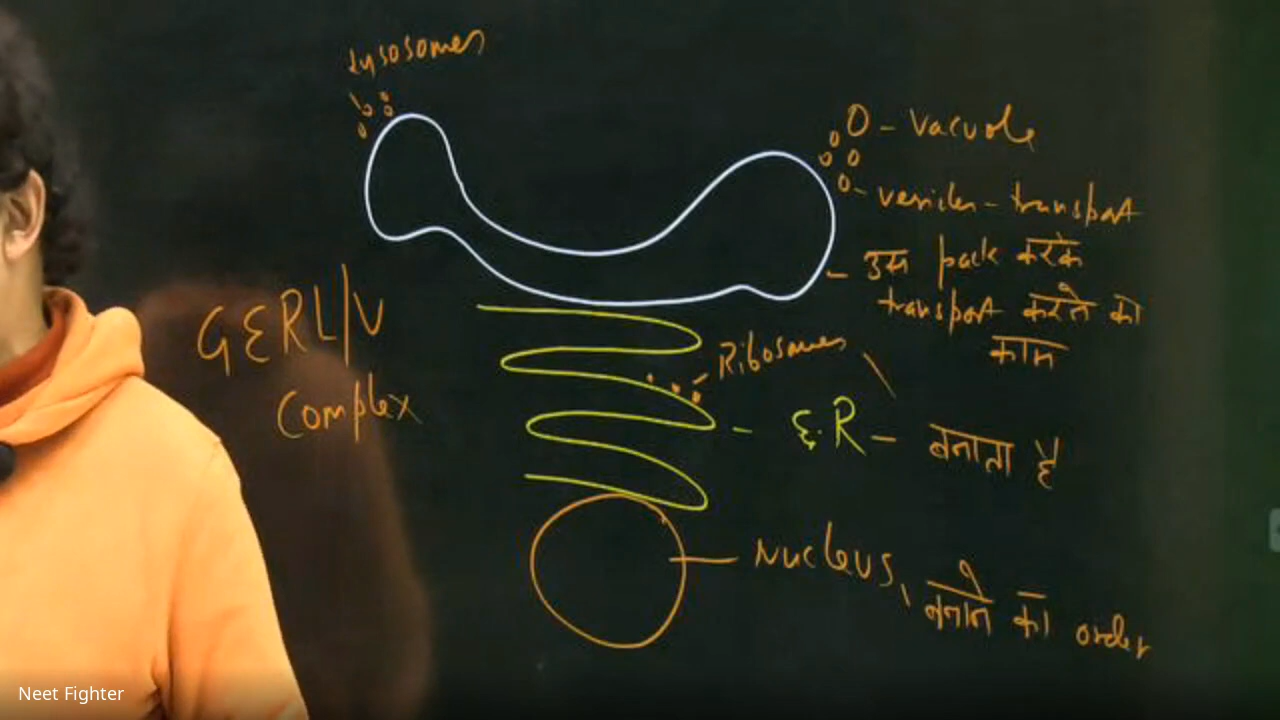 Lysosomes
O - Vacuole
- vesicles - transport
- उस pack करके
transport करने का
काम
GERL/V
Complex
Ribosomes
- E.R - बनाता है
Nucleus, बनाने का order
Neet Fighter